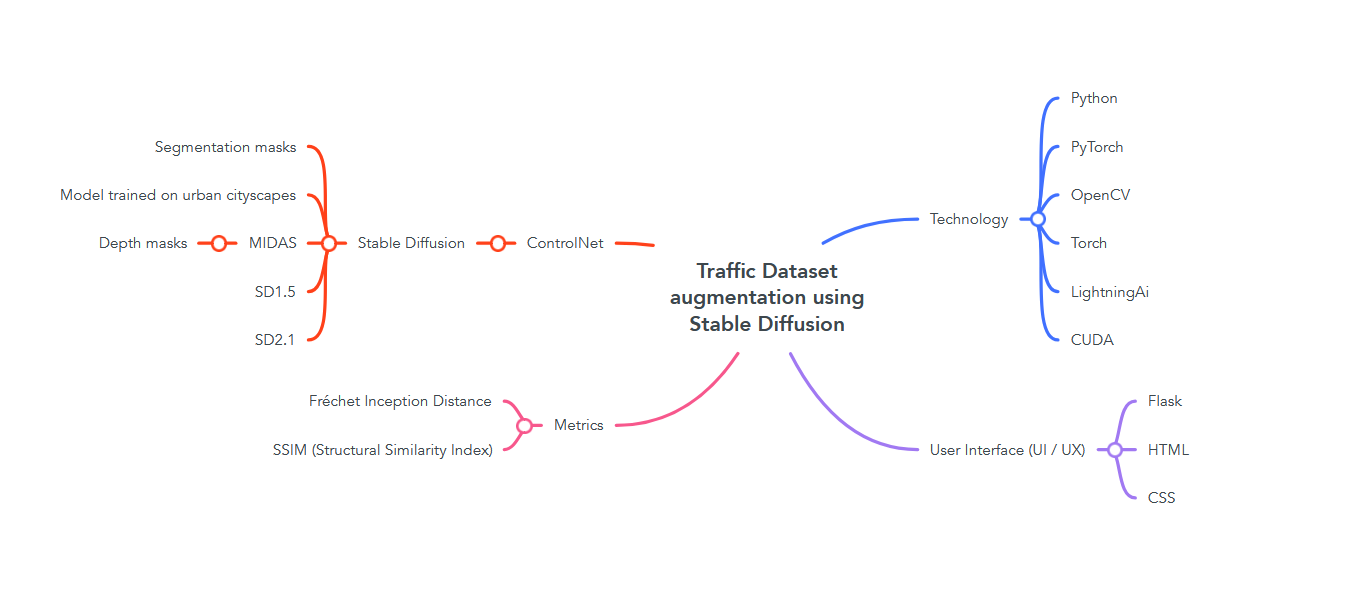 Traffic Dataset
augmentation using
Stable Diffusion
Technology
Python
PyTorch
OpenCV
Torch
LightningAi
CUDA
User Interface (UI / UX)
Flask
HTML
CSS
ControlNet
Stable Diffusion
Segmentation masks
Model trained on urban cityscapes
MIDAS
Depth masks
SD1.5
SD2.1
Metrics
Fréchet Inception Distance
SSIM (Structural Similarity Index)